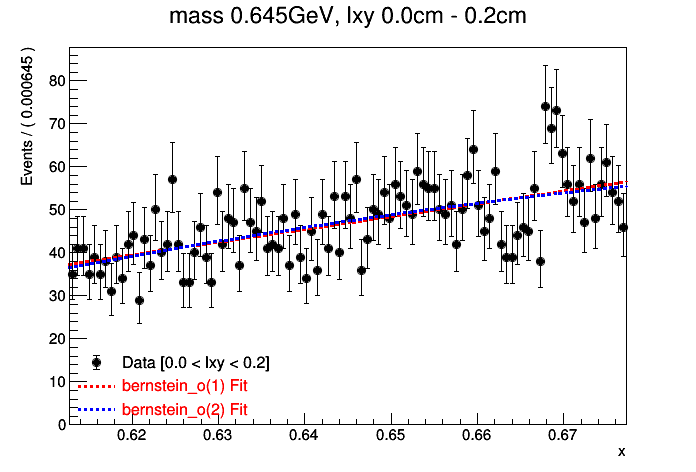 mass 0.645GeV, lxy 0.0cm - 0.2cm
Events / ( 0.000645 )
80
70
60
50
40
30
20
10
0
Data [0.0 < lxy < 0.2]
bernstein_o(1) Fit
bernstein_o(2) Fit
0.62 0.63 0.64 0.65 0.66 0.67
x